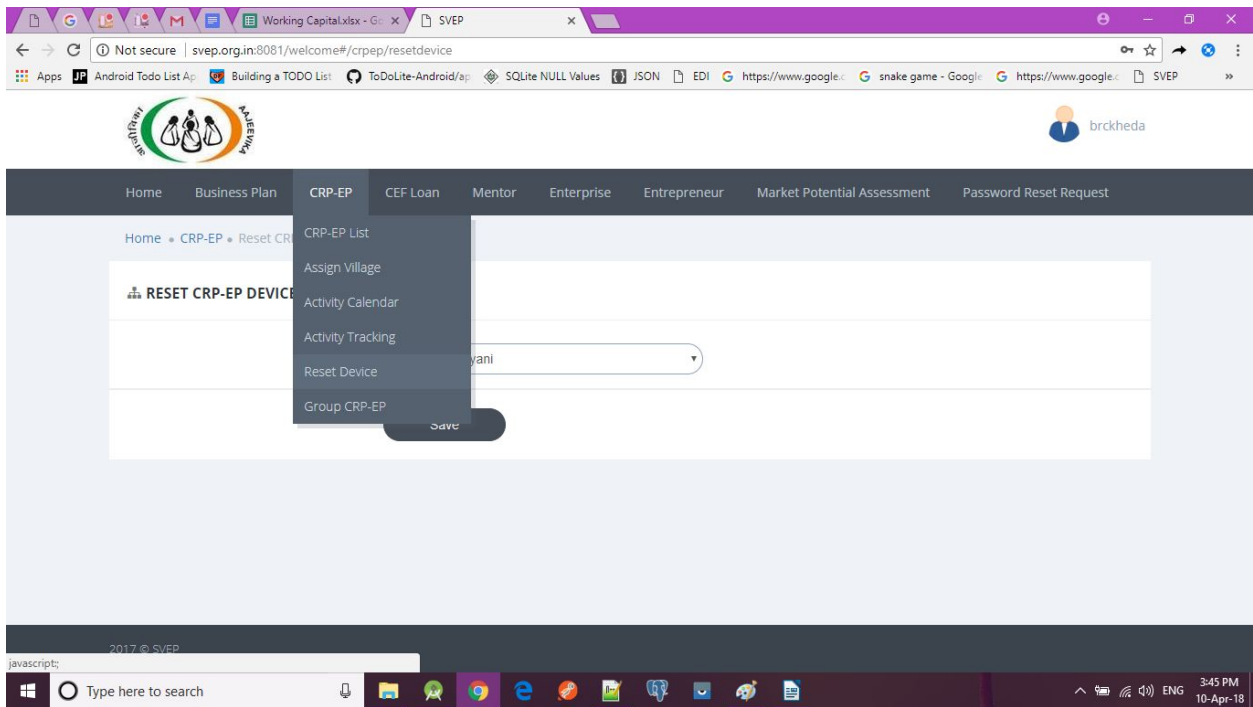 Working Capital.xlsx - Go
SVEP
Not secure | svep.org.in:8081/welcome#/crpep/resetdevice
Apps
Android Todo List Ap
Building a TODO List
ToDoLite-Android/ap
SQLite NULL Values
JSON
EDI
https://www.google.c
snake game - Google
https://www.google.c
SVEP
»
आजीविका
AAJEEVIKA
brckheda
Home
Business Plan
CRP-EP
CEF Loan
Mentor
Enterprise
Entrepreneur
Market Potential Assessment
Password Reset Request
Home • CRP-EP • Reset CR
CRP-EP List
Assign Village
Activity Calendar
Activity Tracking
Reset Device
Group CRP-EP
RESET CRP-EP DEVICE
yani
Save
2017 © SVEP
javascript:;
Type here to search
ENG
3:45 PM
10-Apr-18